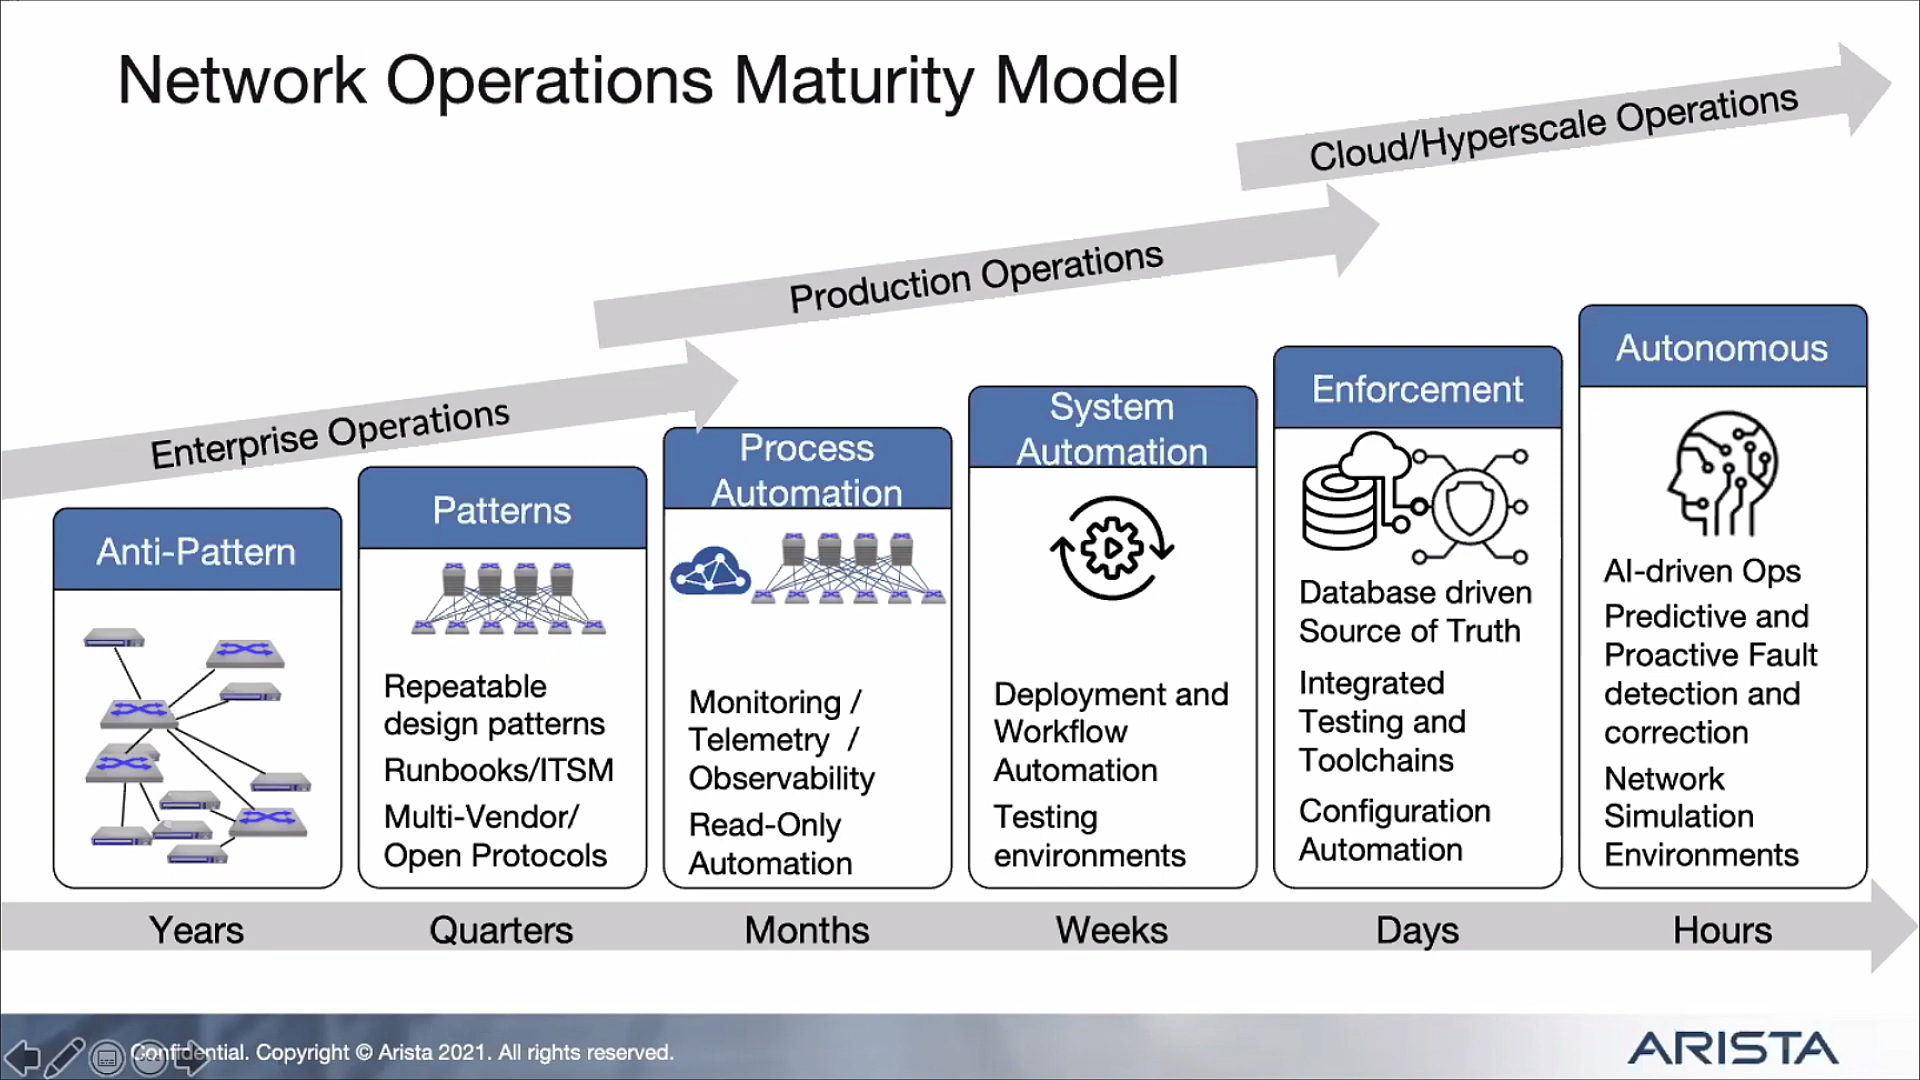 Network Operations Maturity Model
Cloud/Hyperscale Operations
Production Operations
Enterprise Operations
Anti-Pattern
Patterns
Repeatable
design patterns
Runbooks/ITSM
Multi-Vendor/
Open Protocols
Process
Automation
Monitoring /
Telemetry /
Observability
Read-Only
Automation
System
Automation
Deployment and
Workflow
Automation
Testing
environments
Enforcement
Database driven
Source of Truth
Integrated
Testing and
Toolchains
Configuration
Automation
Autonomous
AI-driven Ops
Predictive and
Proactive Fault
detection and
correction
Network
Simulation
Environments
Years
Quarters
Months
Weeks
Days
Hours
Confidential. Copyright © Arista 2021. All rights reserved.
ARISTA